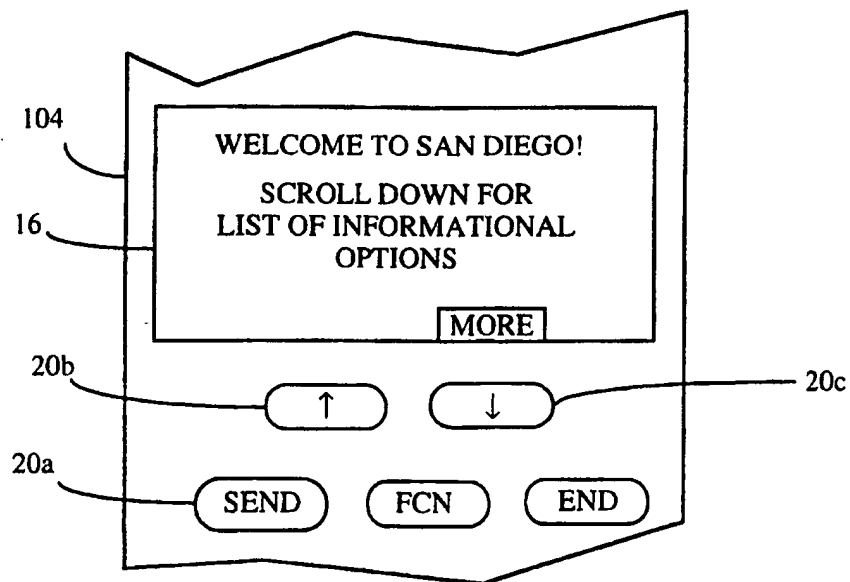 104
WELCOME TO SAN DIEGO!
SCROLL DOWN FOR
LIST OF INFORMATIONAL
OPTIONS
16
MORE
20b
↑
↓
20c
20a
SEND
FCN
END